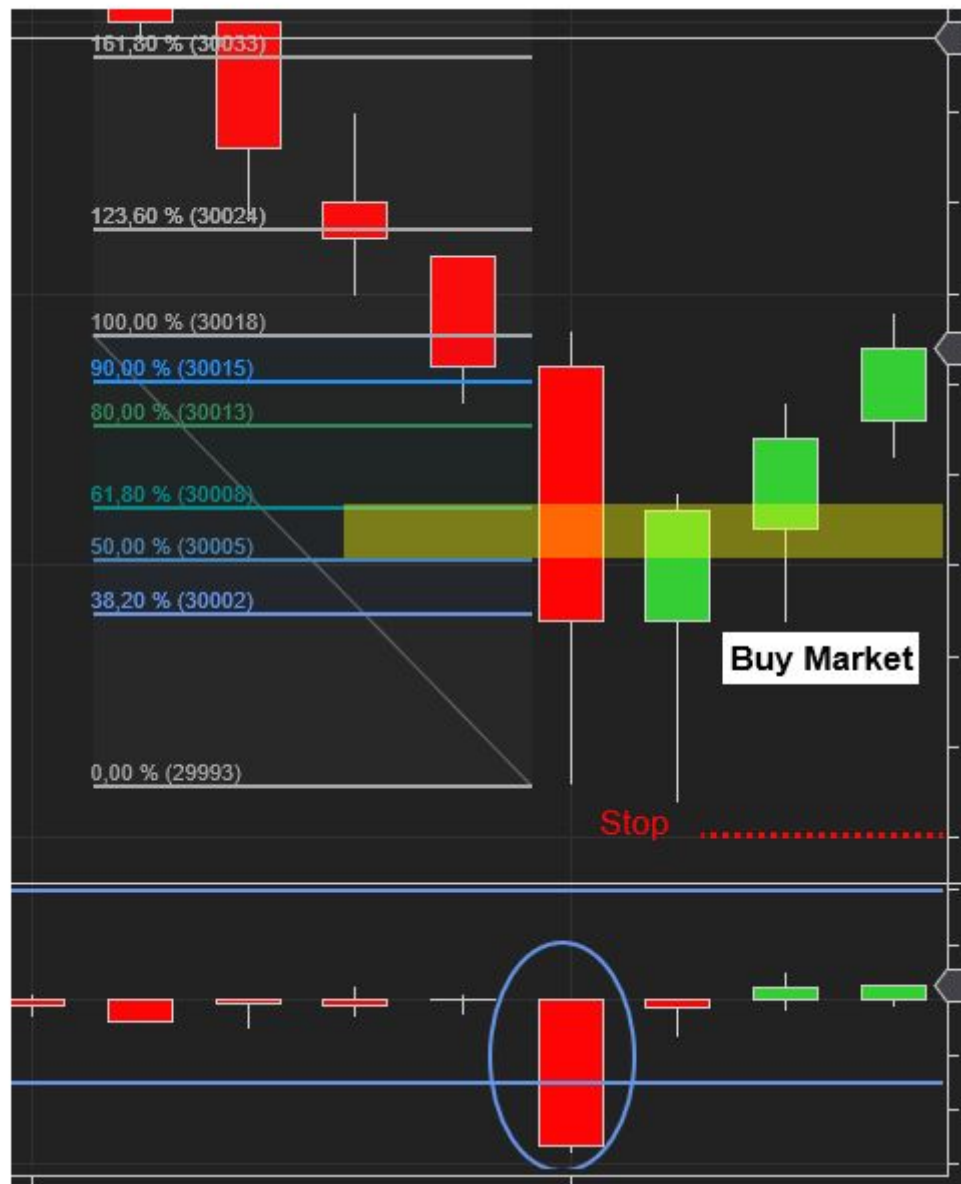 161,80 % (30033)
123,60 % (30024)
100,00 % (30018)
90,00 % (30015)
80,00 % (30013)
61,80 % (30008)
50,00 % (30005)
38,20 % (30002)
Buy Market
0,00 % (29993)
Stop